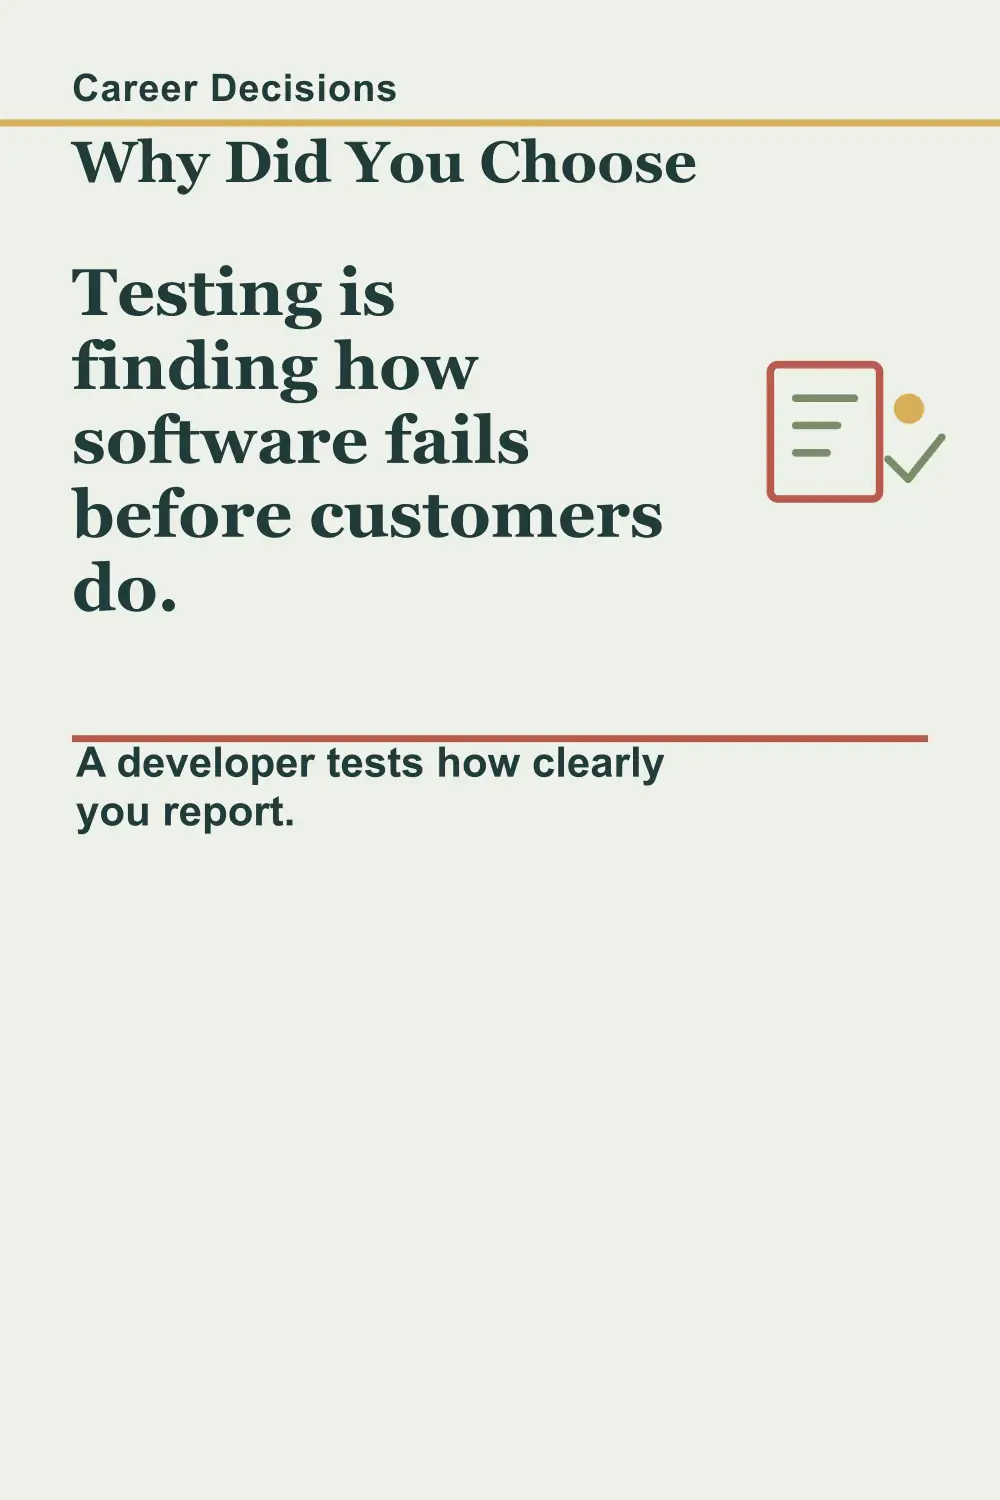 Career Decisions
Why Did You Choose
Testing is
finding how
software fails
before customers
do.
A developer tests how clearly
you report.